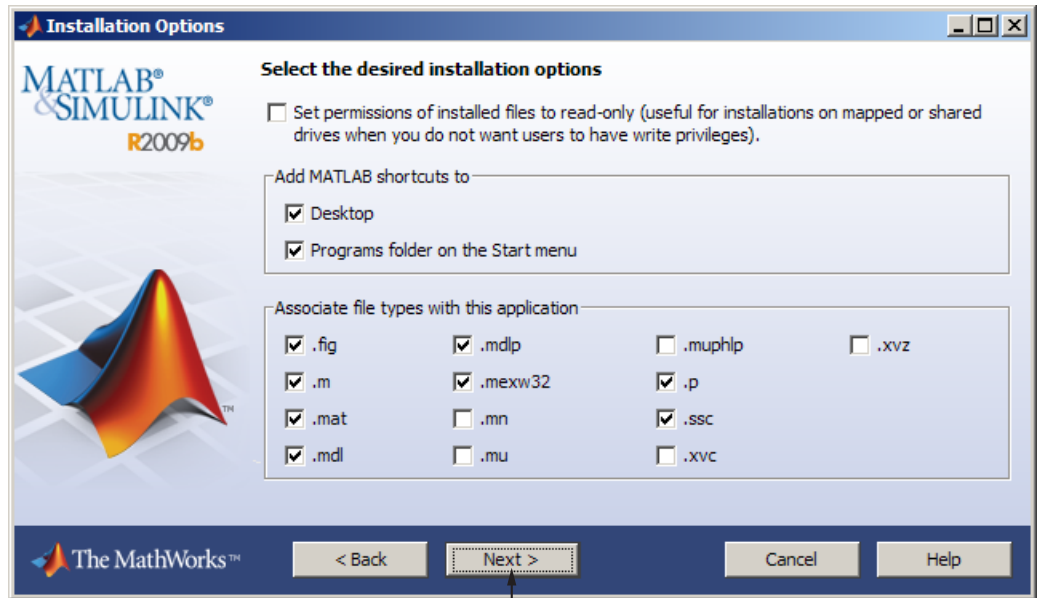 Installation Options
MATLAB®
&SIMULINK®
R2009b
Select the desired installation options
Set permissions of installed files to read-only (useful for installations on mapped or shared
drives when you do not want users to have write privileges).
Add MATLAB shortcuts to
Desktop
Programs folder on the Start menu
Associate file types with this application
.fig .mdlp .muphlp .xvz
.m .mexw32 .p
.mat .mn .ssc
.mdl .mu .xvc
TM
The MathWorks™ < Back Next > Cancel Help